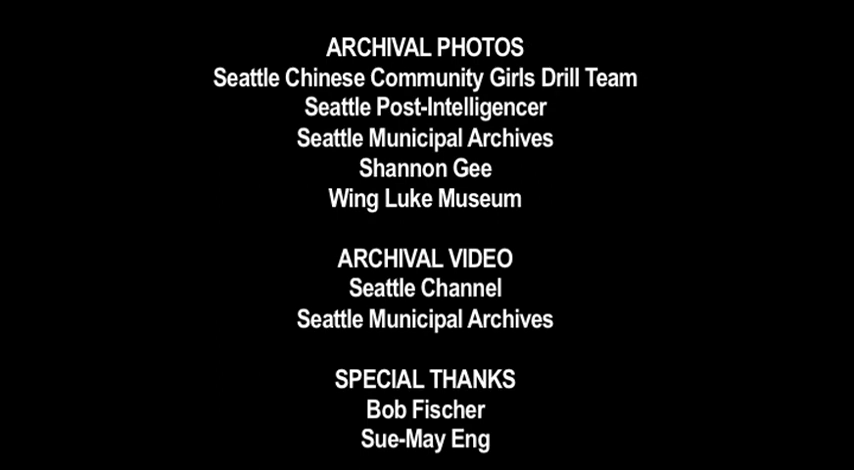 ARCHIVAL PHOTOS
Seattle Chinese Community Girls Drill Team
Seattle Post-Intelligencer
Seattle Municipal Archives
Shannon Gee
Wing Luke Museum
ARCHIVAL VIDEO
Seattle Channel
Seattle Municipal Archives
SPECIAL THANKS
Bob Fischer
Sue-May Eng